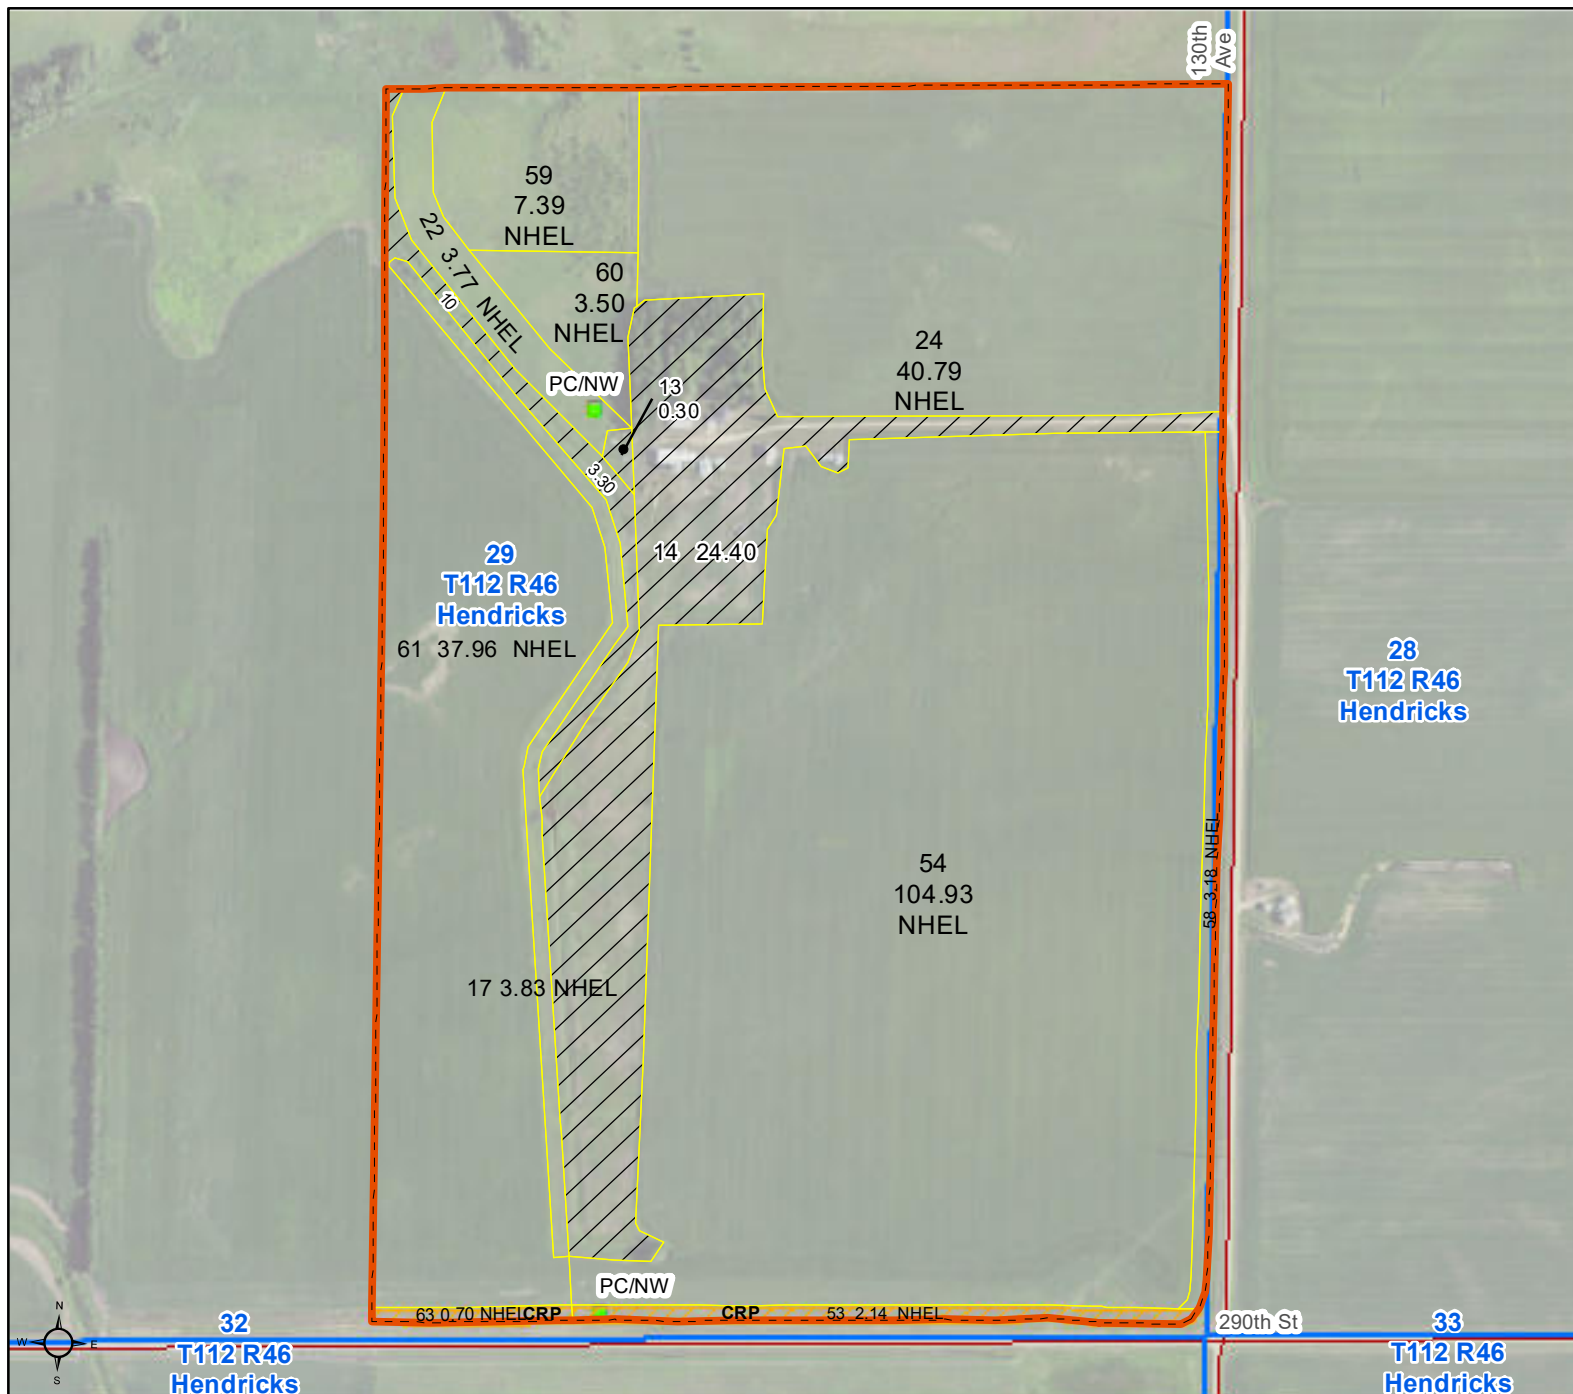 130th
Ave
59
7.39
NHEL
22 3.77 NHEL
60
3.50
NHEL
10
24
40.79
NHEL
PC/NW
13
0.30
3.30
14 24.40
29
T112 R46
Hendricks
61 37.96 NHEL
28
T112 R46
Hendricks
54
104.93
NHEL
58 3.18 NHEL
17 3.83 NHEL
PC/NW
63 0.70 NHEL CRP
CRP
53 2.14 NHEL
290th St
N
W
E
S
32
T112 R46
Hendricks
33
T112 R46
Hendricks